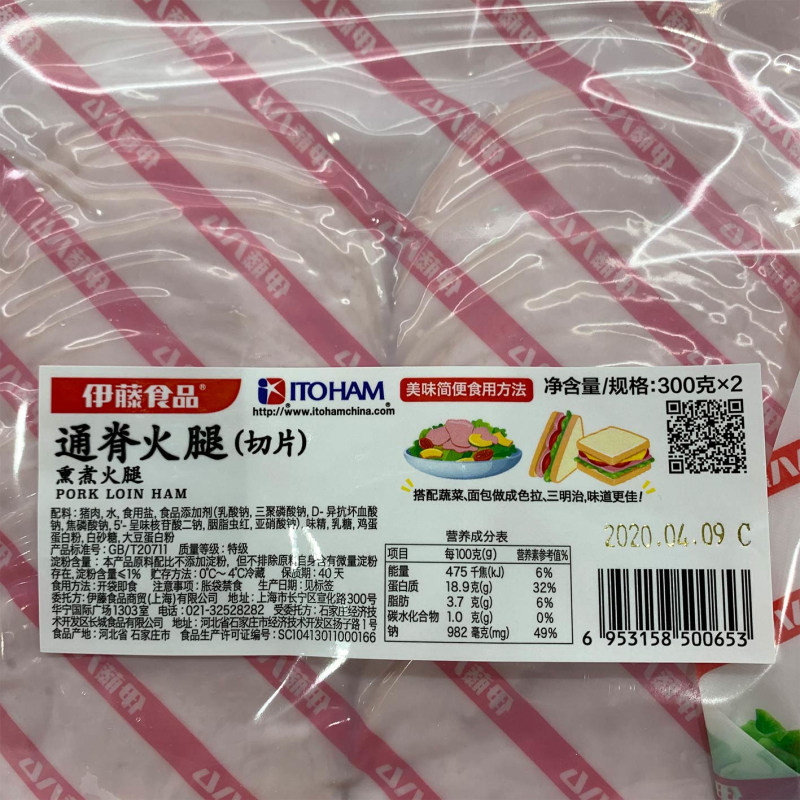 伊藤食品®
ITOHAM®
http://www.itohamchina.com
美味简便食用方法
净含量/规格:300克×2
通脊火腿(切片)
熏煮火腿
PORK LOIN HAM
搭配蔬菜、面包做成色拉、三明治,味道更佳!
配料: 猪肉, 水, 食用盐, 食品添加剂(乳酸钠, 三聚磷酸钠, D-异抗坏血酸
钠, 焦磷酸钠, 5'-呈味核苷酸二钠, 胭脂虫红, 亚硝酸钠), 味精, 乳糖, 鸡蛋
蛋白粉, 白砂糖, 大豆蛋白粉
产品标准号: GB/T20711 质量等级: 特级
淀粉含量: 本产品原料配比不添加淀粉, 但不排除原料自身含有微量淀粉
存在, 淀粉含量≤1% 贮存方法: 0℃~4℃冷藏 保质期: 40天
食用方法: 开袋即食 注意事项: 胀袋禁食 生产日期: 见标签
委托方: 伊藤食品商贸(上海)有限公司 地址: 上海市长宁区宣化路300号
华宁国际广场1303室 电话: 021-32528282 受委托方: 石家庄经济技
术开发区长城食品有限公司 地址: 河北省石家庄市经济技术开发区扬子路1号
食品产地: 河北省 石家庄市 食品生产许可证编号: SC10413011000166
营养成分表
项目 每100克(g) 营养素参考值%
能量 475 千焦(kJ) 6%
蛋白质 18.9 克(g) 32%
脂肪 3.7 克(g) 6%
碳水化合物 1.0 克(g) 0%
钠 982 毫克(mg) 49%
2020.04.09 C
6 953158 500653